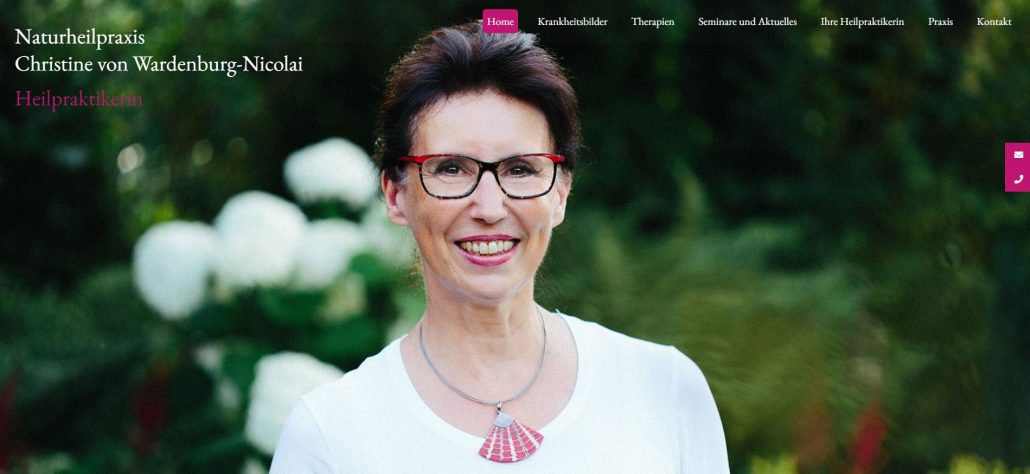 Naturheilpraxis
Christine von Wardenburg-Nicolai
Heilpraktikerin
Home Krankheitsbilder Therapien Seminare und Aktuelles Ihre Heilpraktikerin Praxis Kontakt